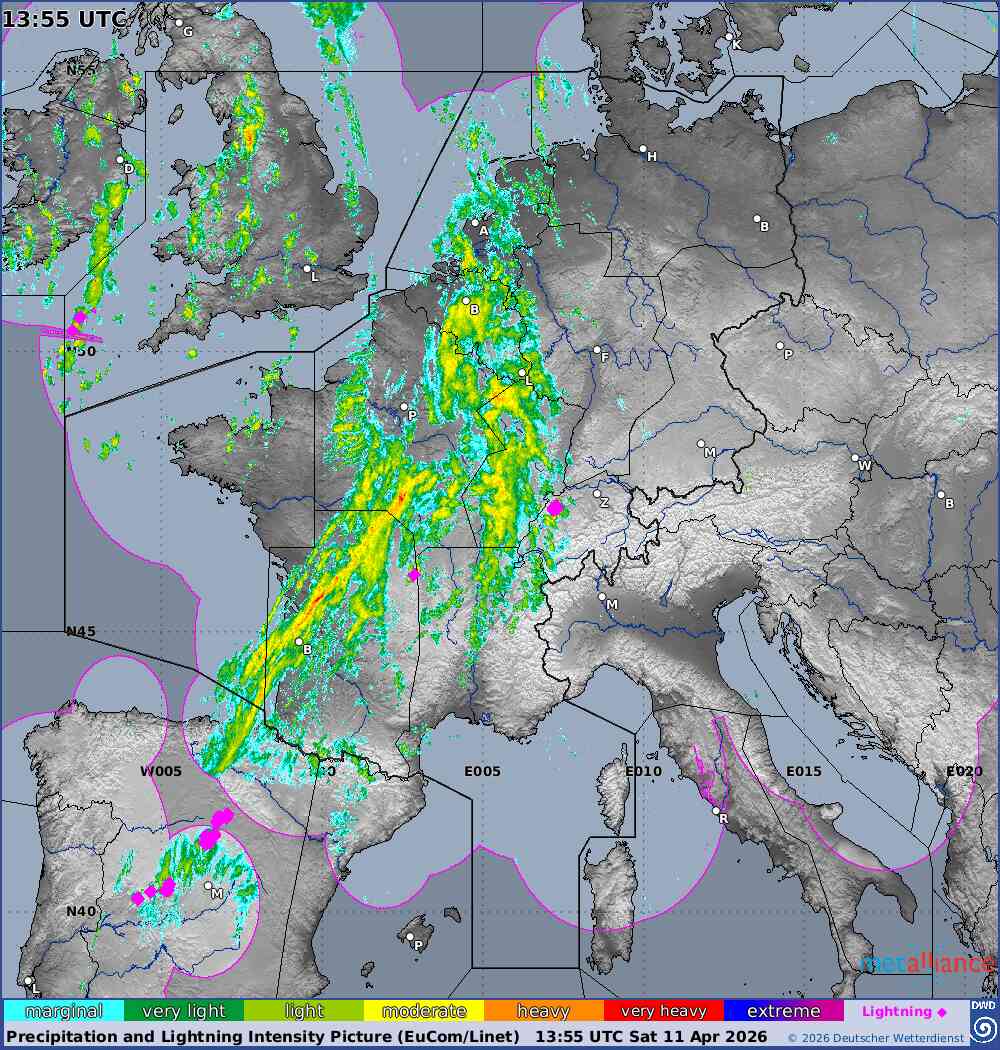 13:55 UTC
G
K
N55
H
D
B
A
L
B
P
N50
F
L
P
M
W
Z
B
M
N45
B
W005
0
E005
E010
E015
E020
R
M
N40
P
L
metalliance
marginal very light light moderate heavy very heavy extreme Lightning
DWD
Precipitation and Lightning Intensity Picture (EuCom/Linet) 13:55 UTC Sat 11 Apr 2026 © 2026 Deutscher Wetterdienst